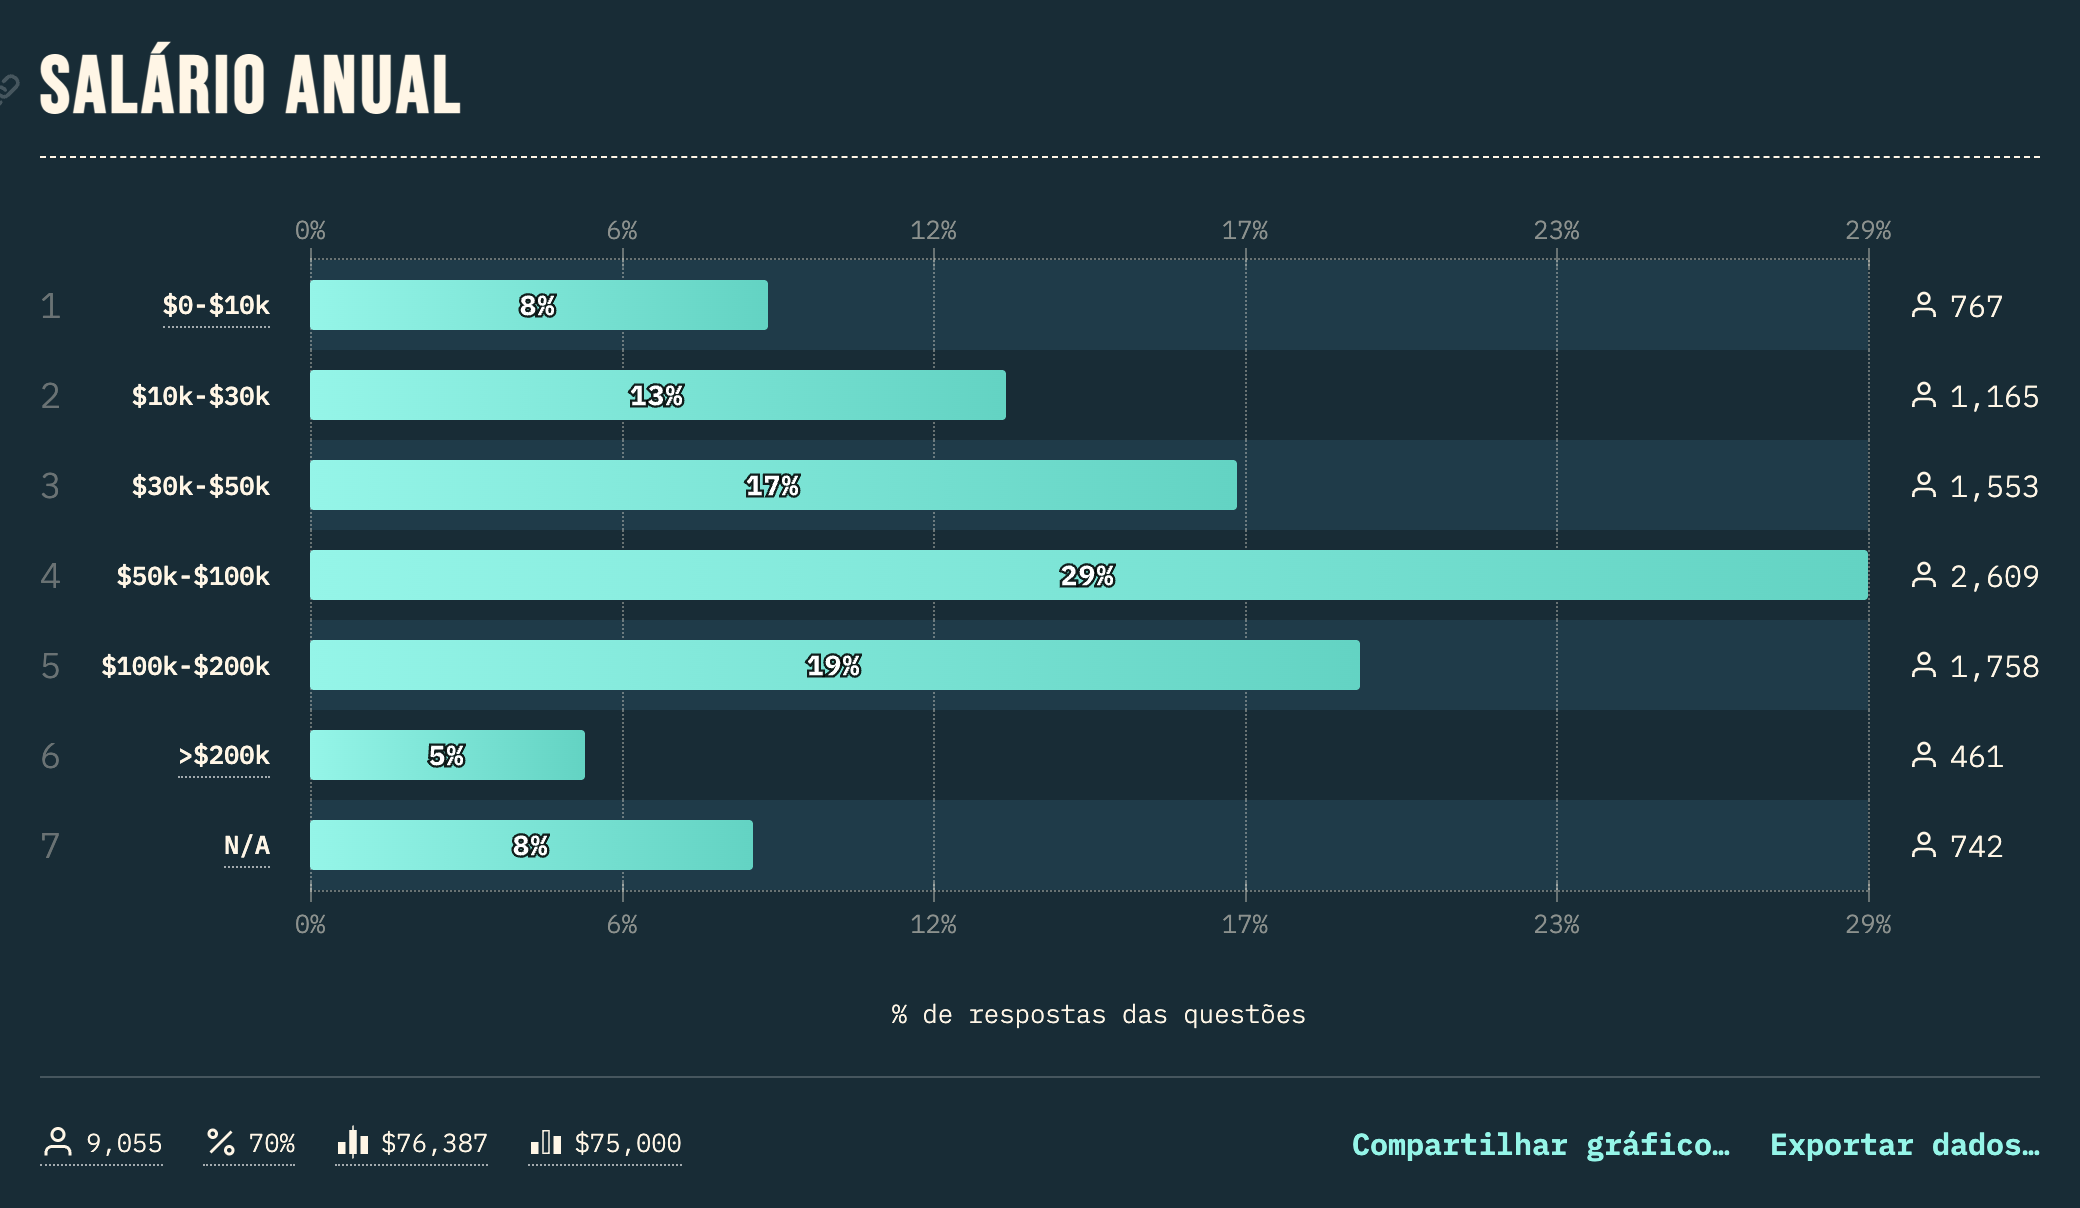 SALÁRIO ANUAL
0% 6% 12% 17% 23% 29%
1 $0-$10k 8% 767
2 $10k-$30k 13% 1,165
3 $30k-$50k 17% 1,553
4 $50k-$100k 29% 2,609
5 $100k-$200k 19% 1,758
6 >$200k 5% 461
7 N/A 8% 742
0% 6% 12% 17% 23% 29%
% de respostas das questões
9,055 70% $76,387 $75,000 Compartilhar gráfico… Exportar dados…